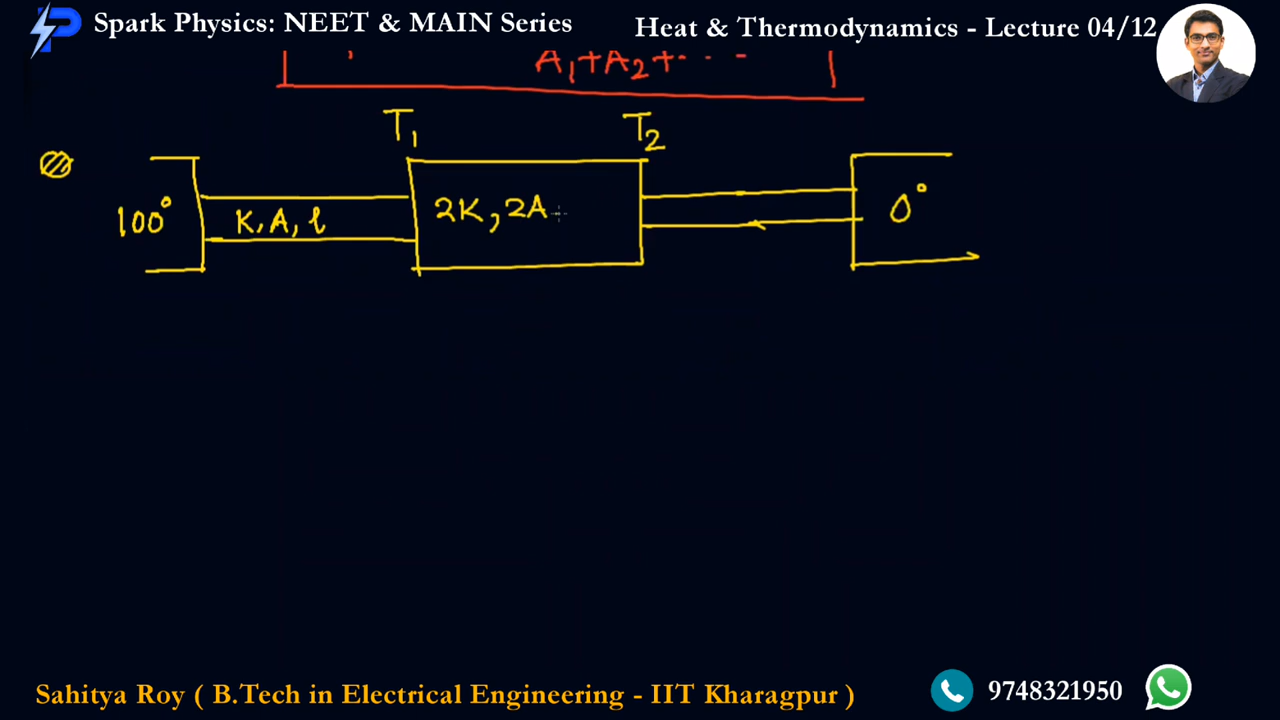 Spark Physics: NEET & MAIN Series
Heat & Thermodynamics - Lecture 04/12
A₁+A₂+---
T₁
T₂
100°
K,A,l
2K,2A
0°
Sahitya Roy ( B.Tech in Electrical Engineering - IIT Kharagpur )
9748321950